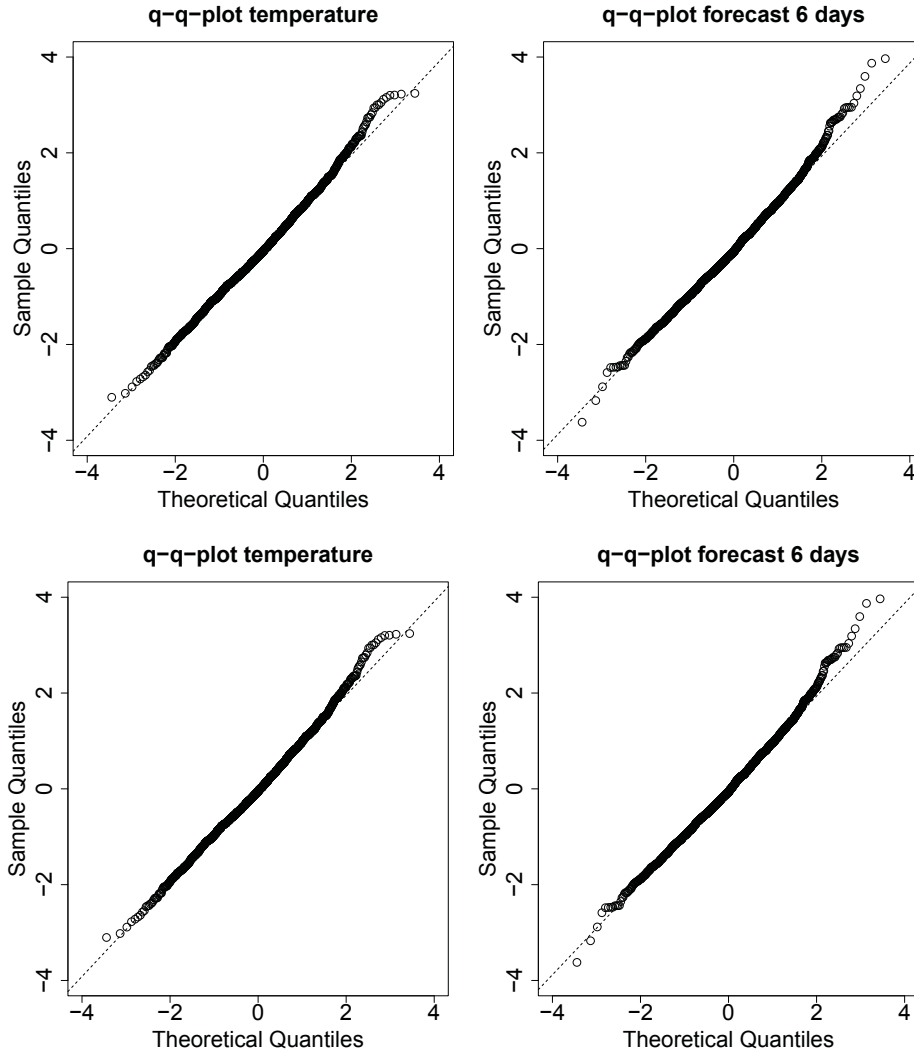 q−q−plot temperature
q−q−plot forecast 6 days
Sample Quantiles
4
2
0
−2
−4
−4 −2 0 2 4
Theoretical Quantiles
Sample Quantiles
4
2
0
−2
−4
−4 −2 0 2 4
Theoretical Quantiles
q−q−plot temperature
q−q−plot forecast 6 days
Sample Quantiles
4
2
0
−2
−4
−4 −2 0 2 4
Theoretical Quantiles
Sample Quantiles
4
2
0
−2
−4
−4 −2 0 2 4
Theoretical Quantiles